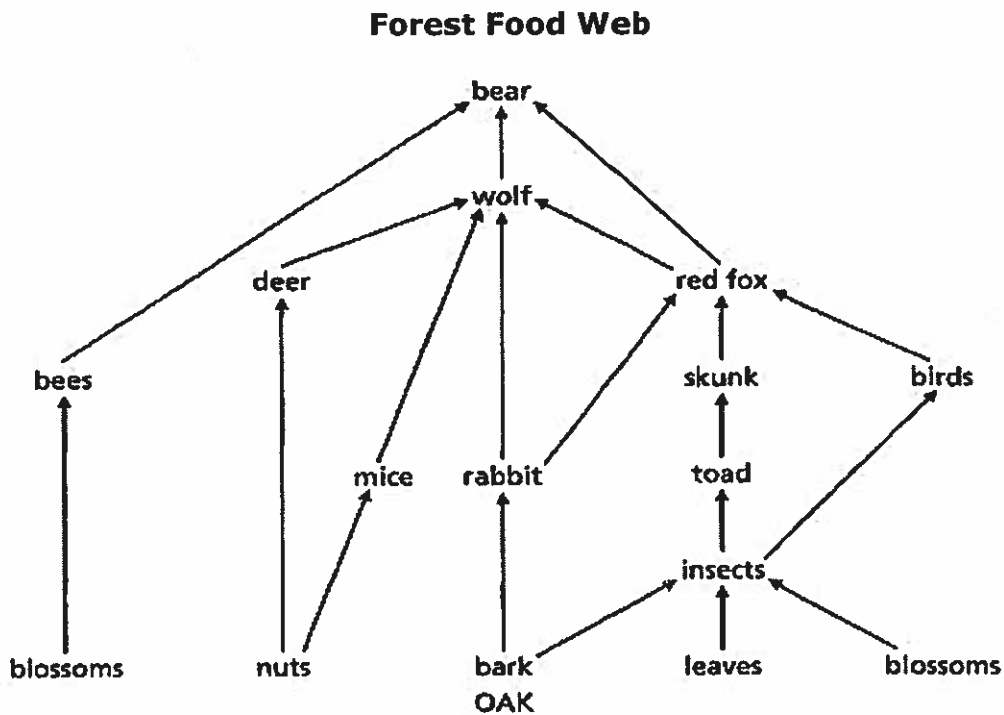 Forest Food Web
bear
wolf
deer
red fox
bees
skunk
birds
mice
rabbit
toad
insects
blossoms
nuts
bark
leaves
blossoms
OAK